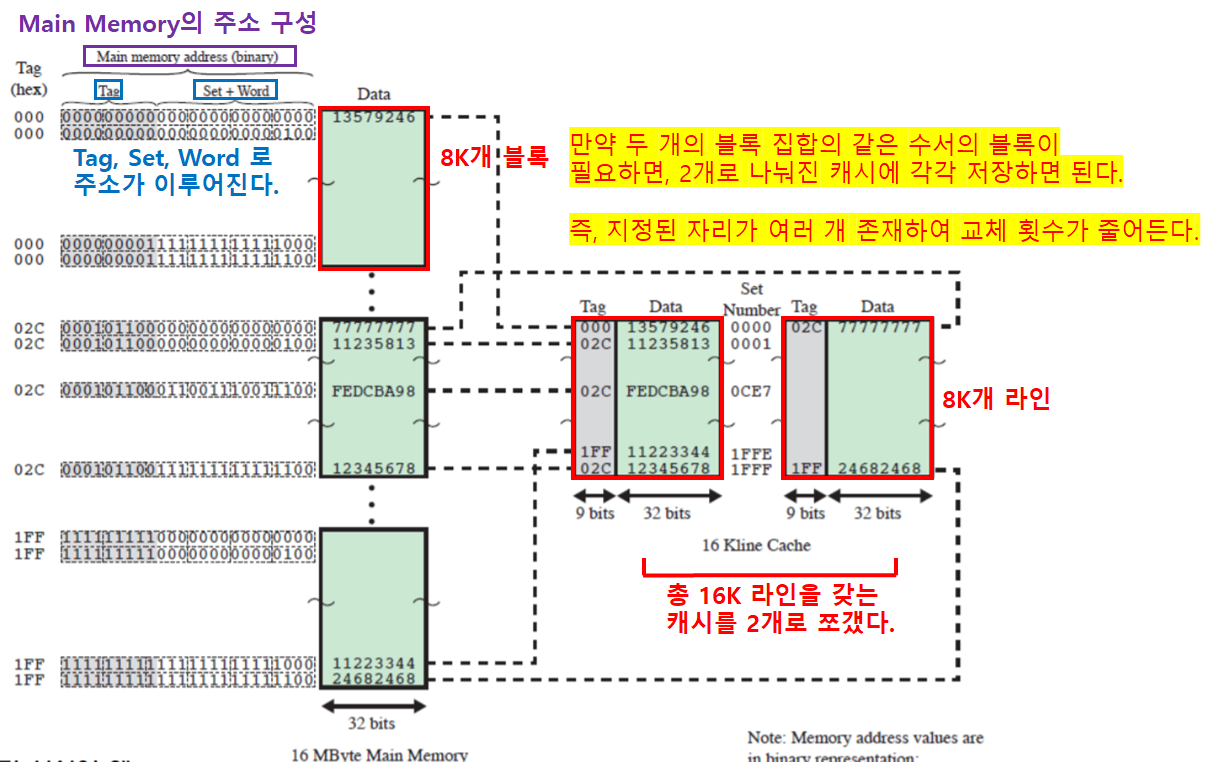 Main Memory의 주소 구성
Main memory address (binary)
Tag
(hex)
Tag
Set + Word
Data
000 000000000000000000000000 13579246
000 000000000000000000000100
Tag, Set, Word 로
주소가 이루어진다.
8K개 블록
만약 두 개의 블록 집합의 같은 수서의 블록이
필요하면, 2개로 나눠진 캐시에 각각 저장하면 된다.
즉, 지정된 자리가 여러 개 존재하여 교체 횟수가 줄어든다.
000 000000001111111111111000
000 000000001111111111111100
02C 000101100000000000000000 77777777
02C 000101100000000000000100 11235813
02C 000101100011001110011100 FEDCBA98
02C 000101100111111111111100 12345678
Tag Data
Set
Number
Tag Data
000 13579246 0000 02C 77777777
02C 11235813 0001
02C FEDCBA98 0CE7
1FF 11223344 1FFE
02C 12345678 1FFF 1FF 24682468
8K개 라인
9 bits 32 bits 9 bits 32 bits
16 Kline Cache
총 16K 라인을 갖는
캐시를 2개로 쪼갰다.
1FF 111111111000000000000000
1FF 111111111000000000000100
1FF 111111111111111111111000 11223344
1FF 111111111111111111111100 24682468
32 bits
16 MByte Main Memory
Note: Memory address values are
in binary representation;